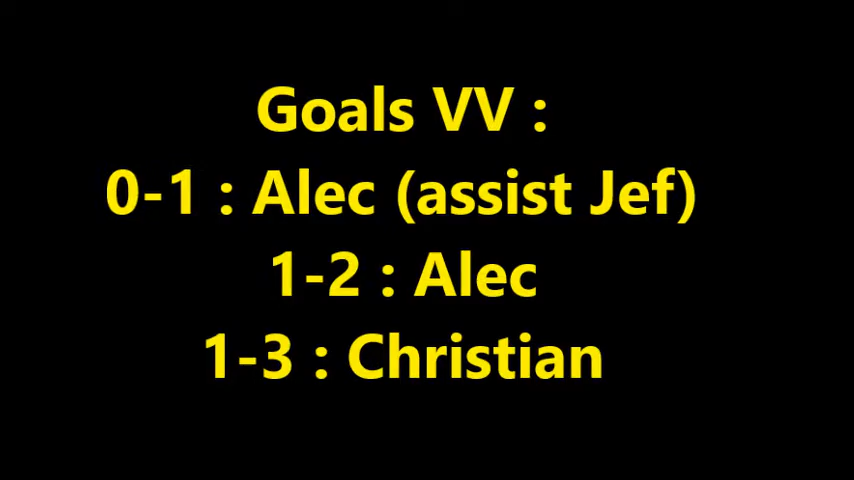 Goals VV :
0-1 : Alec (assist Jef)
1-2 : Alec
1-3 : Christian